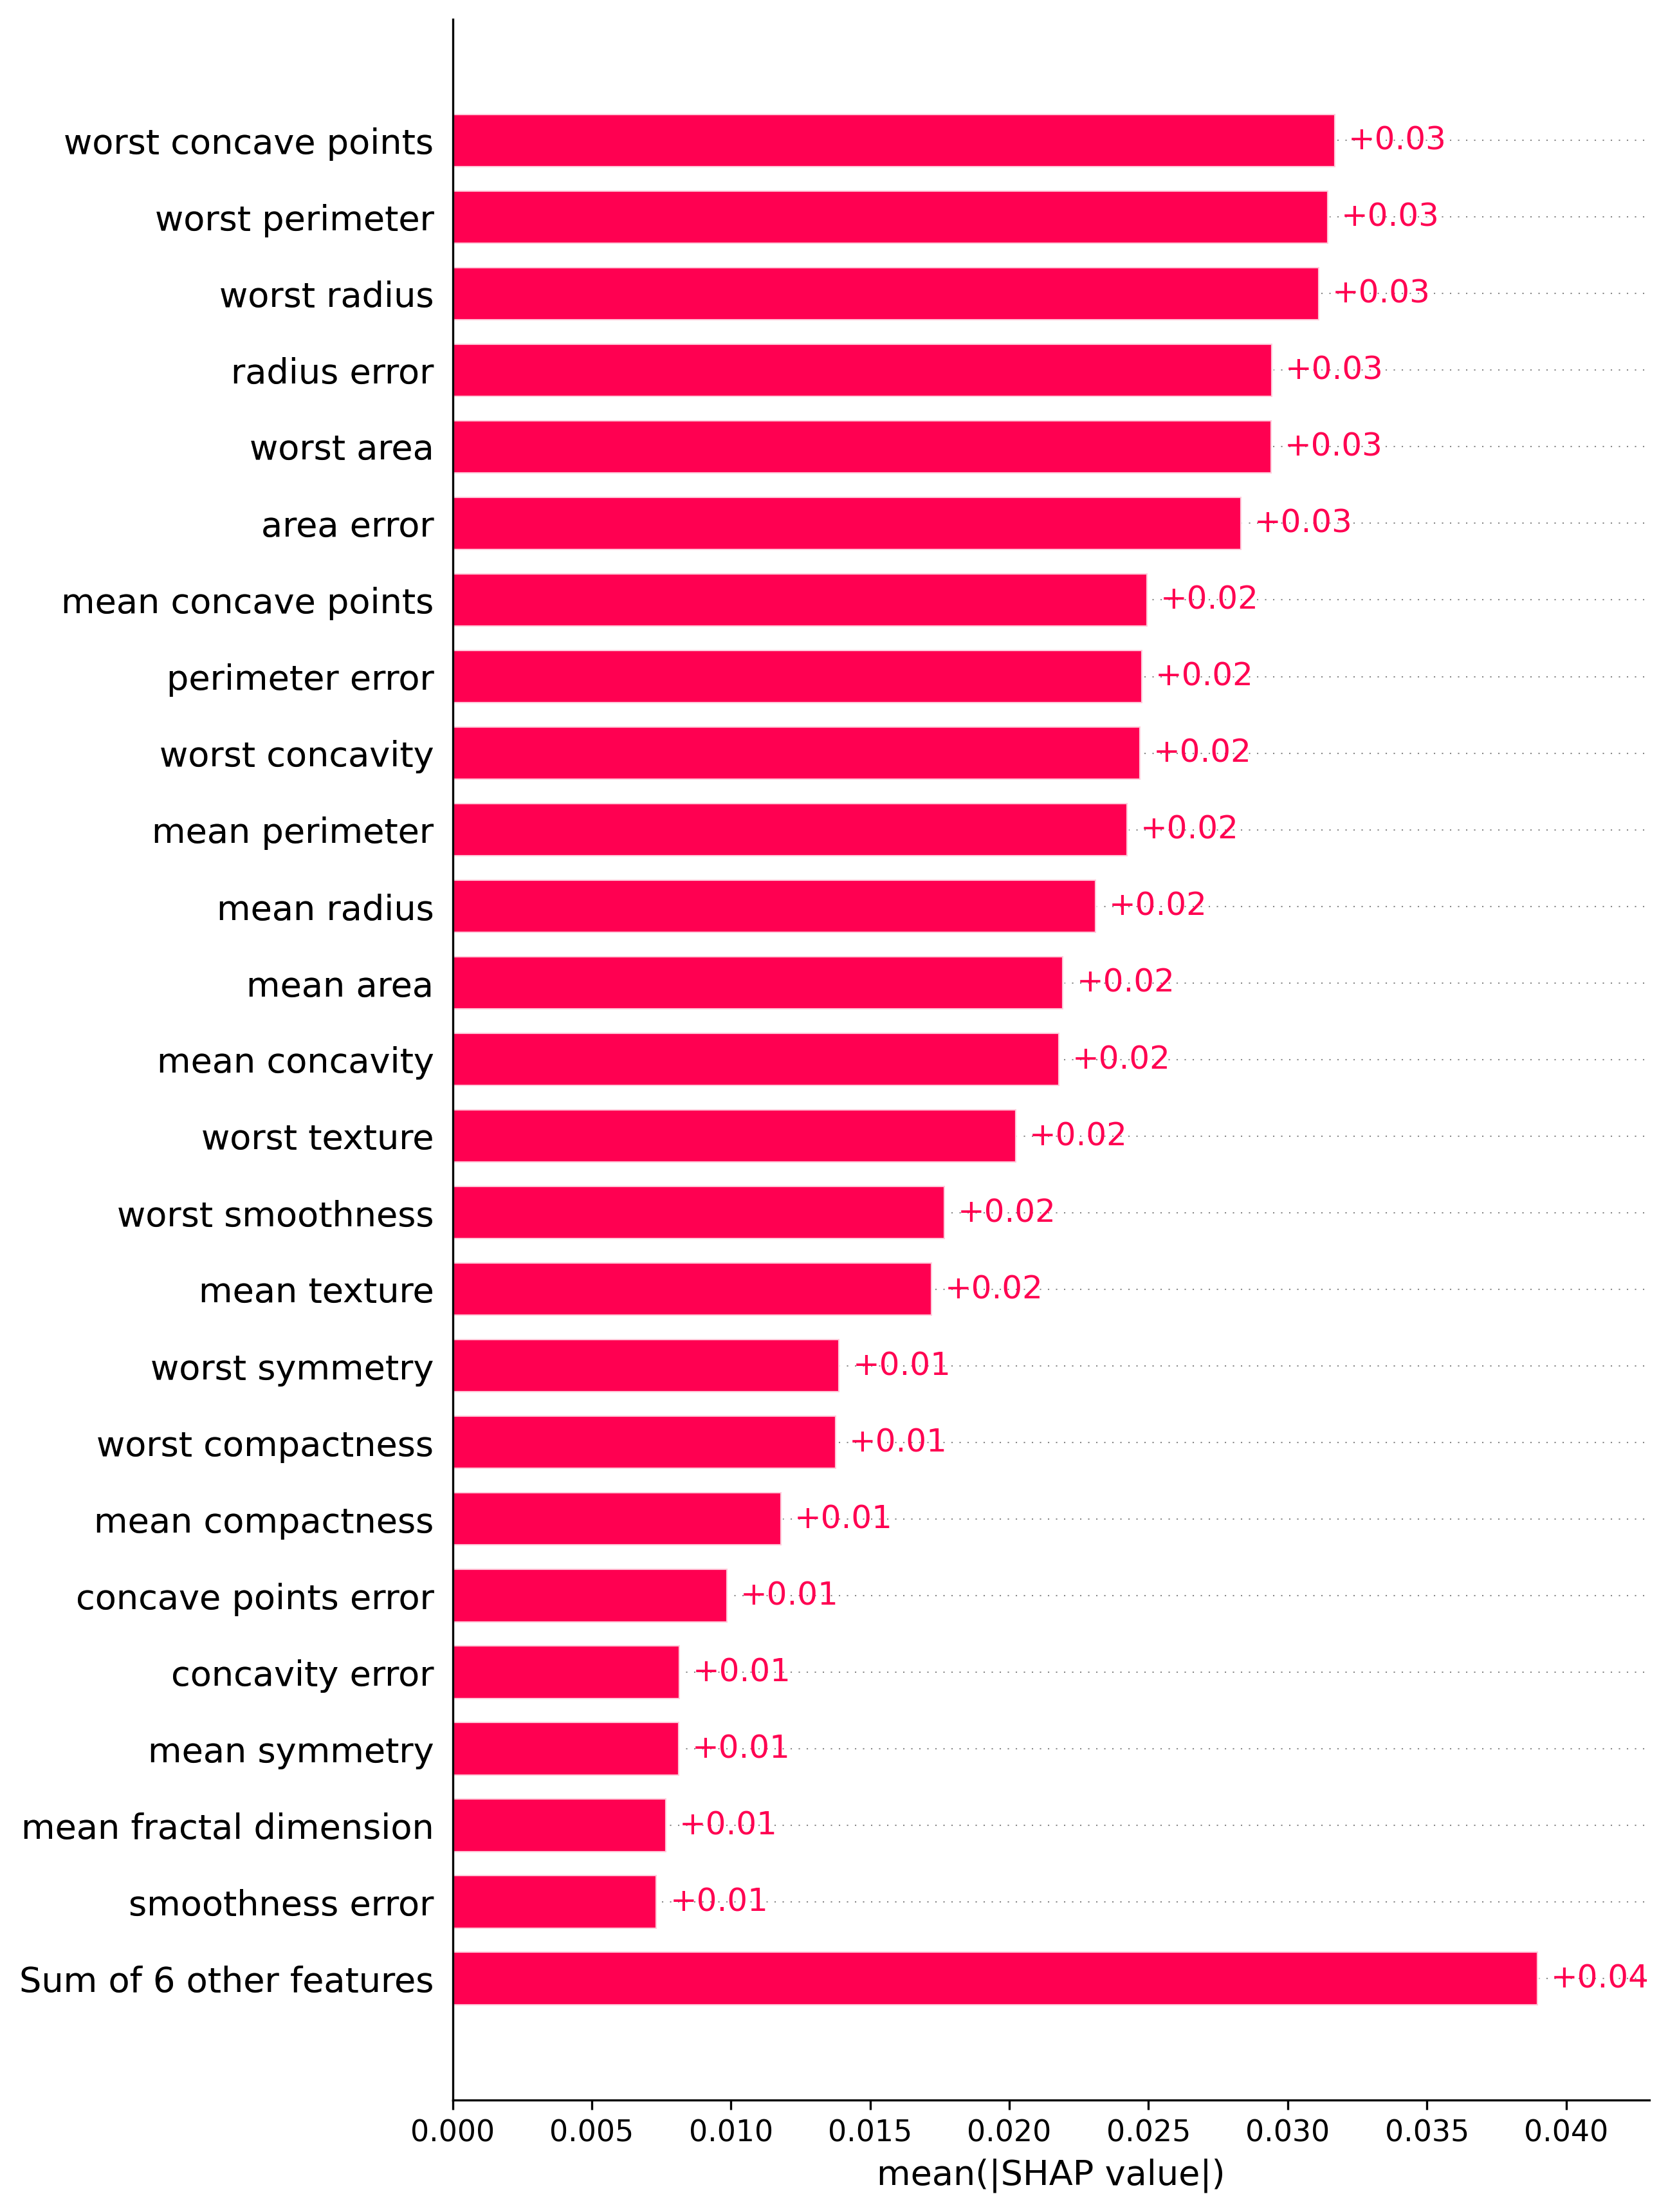 worst concave points +0.03
worst perimeter +0.03
worst radius +0.03
radius error +0.03
worst area +0.03
area error +0.03
mean concave points +0.02
perimeter error +0.02
worst concavity +0.02
mean perimeter +0.02
mean radius +0.02
mean area +0.02
mean concavity +0.02
worst texture +0.02
worst smoothness +0.02
mean texture +0.02
worst symmetry +0.01
worst compactness +0.01
mean compactness +0.01
concave points error +0.01
concavity error +0.01
mean symmetry +0.01
mean fractal dimension +0.01
smoothness error +0.01
Sum of 6 other features +0.04
0.000 0.005 0.010 0.015 0.020 0.025 0.030 0.035 0.040
mean(|SHAP value|)